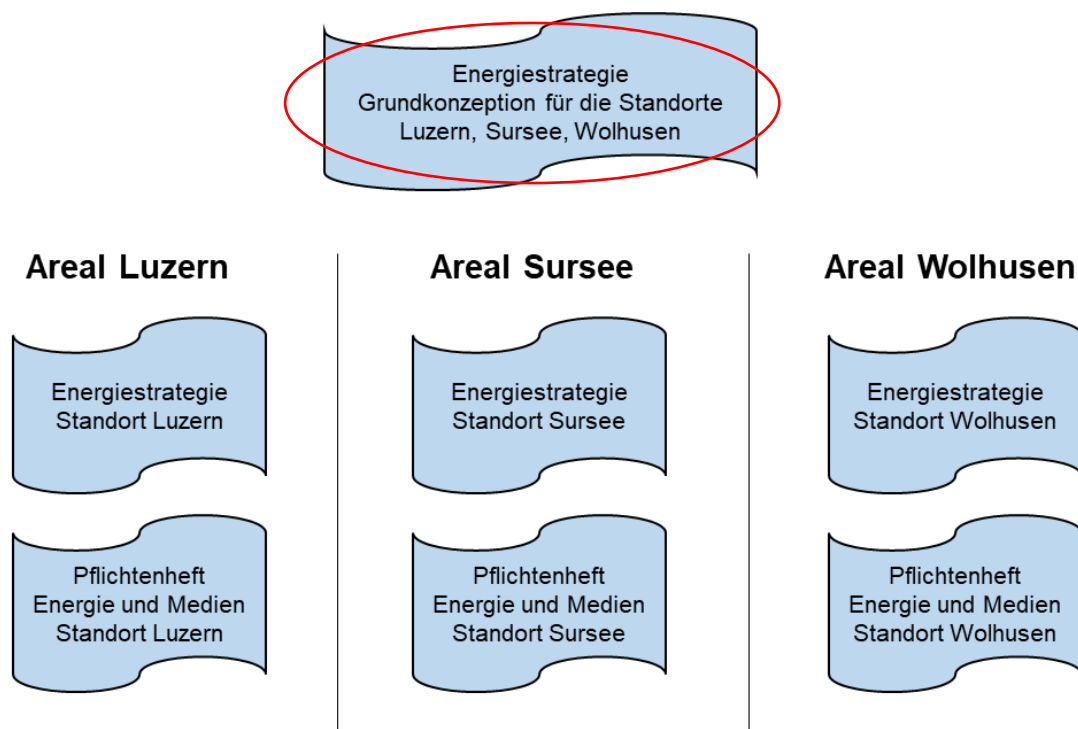 Energiestrategie
Grundkonzeption für die Standorte
Luzern, Sursee, Wolhusen
Areal Luzern
Areal Sursee
Areal Wolhusen
Energiestrategie
Standort Luzern
Energiestrategie
Standort Sursee
Energiestrategie
Standort Wolhusen
Pflichtenheft
Energie und Medien
Standort Luzern
Pflichtenheft
Energie und Medien
Standort Sursee
Pflichtenheft
Energie und Medien
Standort Wolhusen